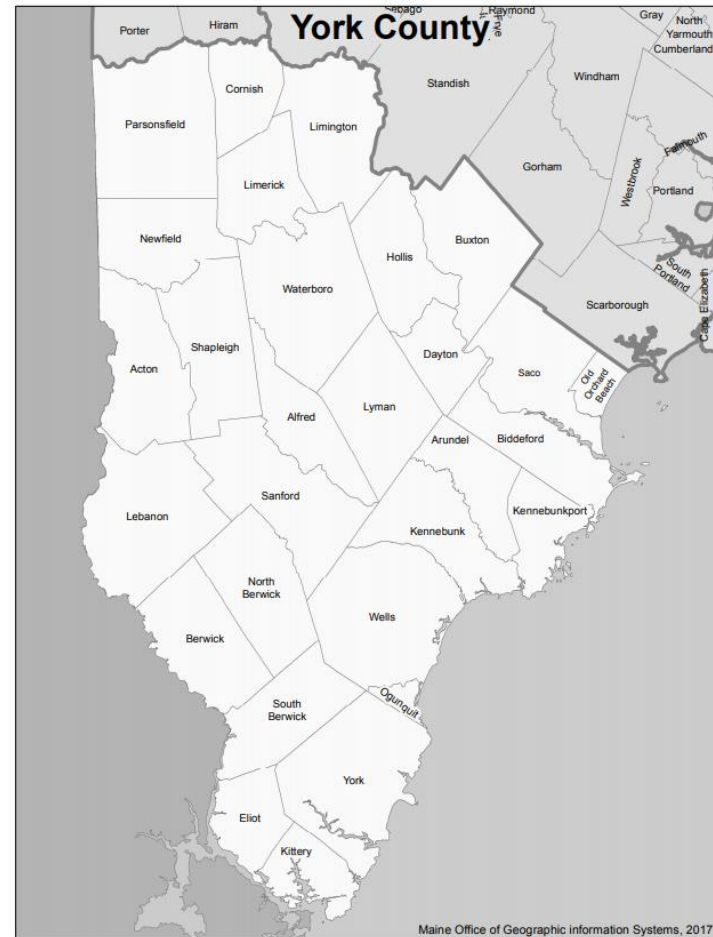 York County
Porter
Hiram
Raymond
Frye
Gray
North
Yarmouth
Cumberland
Standish
Windham
Falmouth
Gorham
Westbrook
Portland
South
Portland
Cape Elizabeth
Scarborough
Parsonsfield
Cornish
Limington
Limerick
Newfield
Hollis
Buxton
Waterboro
Acton
Shapleigh
Dayton
Saco
Old
Orchard
Beach
Alfred
Lyman
Arundel
Biddeford
Lebanon
Sanford
Kennebunk
Kennebunkport
North
Berwick
Berwick
Wells
South
Berwick
Ogunquit
York
Eliot
Kittery
Maine Office of Geographic information Systems, 2017